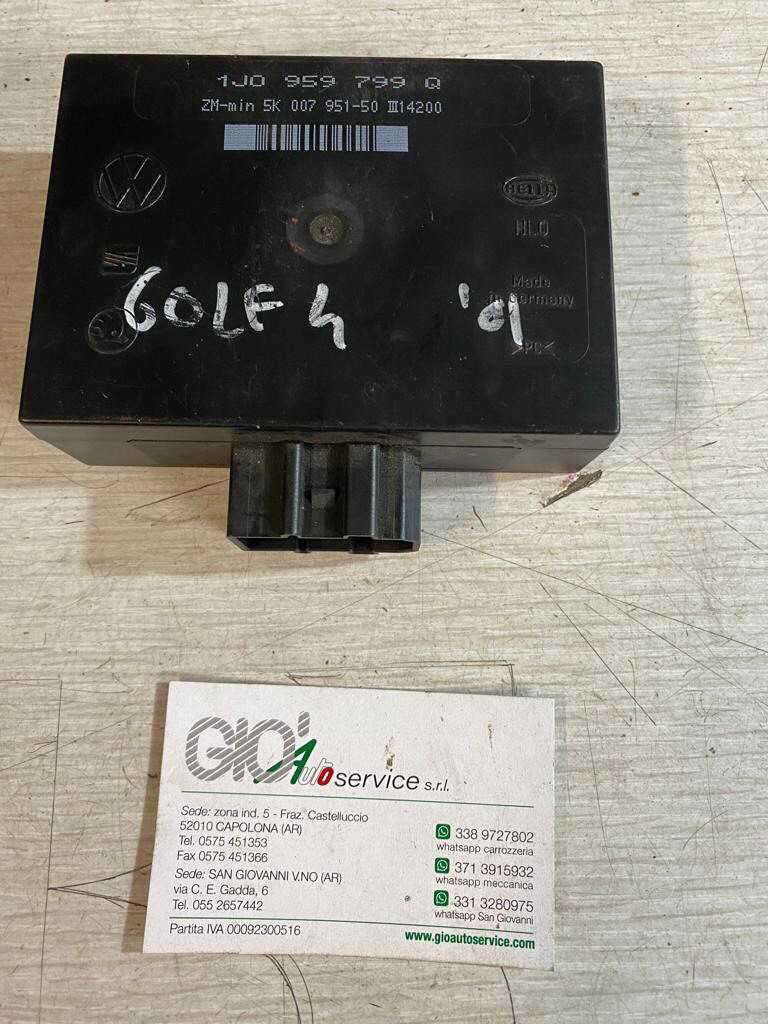 1J0 959 799 Q
ZM-min 5K 007 951-50 III14200
HELLA
HLO
Made
in Germany
GOLF 4 '01
>PC<
GIO' Auto service s.r.l.
Sede: zona ind. 5 - Fraz. Castelluccio
52010 CAPOLONA (AR)
Tel. 0575 451353
Fax 0575 451366
Sede: SAN GIOVANNI V.NO (AR)
via C. E. Gadda, 6
Tel. 055 2657442
Partita IVA 00092300516
338 9727802
whatsapp carrozzeria
371 3915932
whatsapp meccanica
331 3280975
whatsapp San Giovanni
www.gioautoservice.com